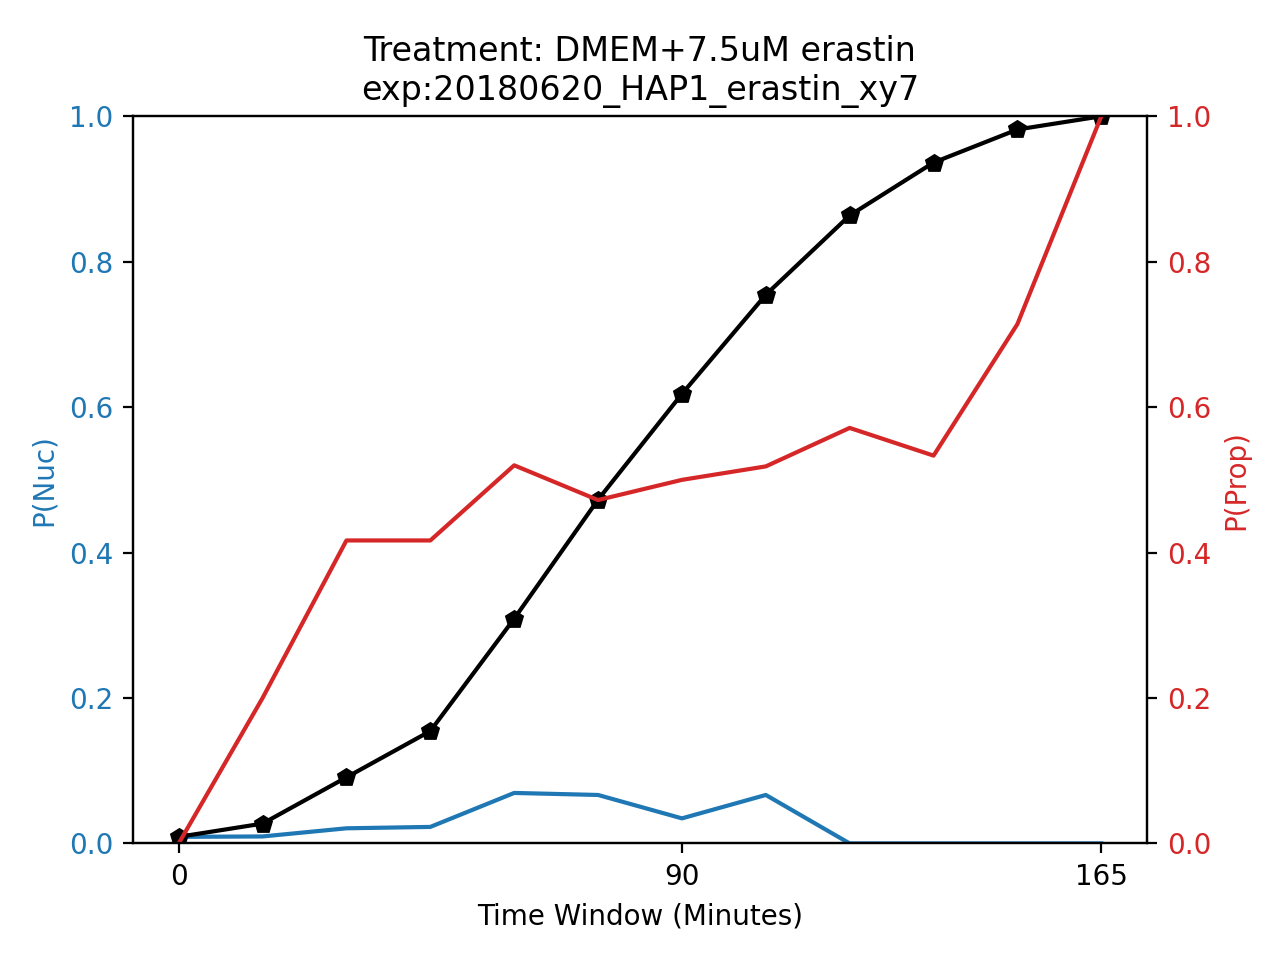 Treatment: DMEM+7.5uM erastin
exp:20180620_HAP1_erastin_xy7
1.0
0.8
0.6
0.4
0.2
0.0
P(Nuc)
1.0
0.8
0.6
0.4
0.2
0.0
P(Prop)
0 90 165
Time Window (Minutes)